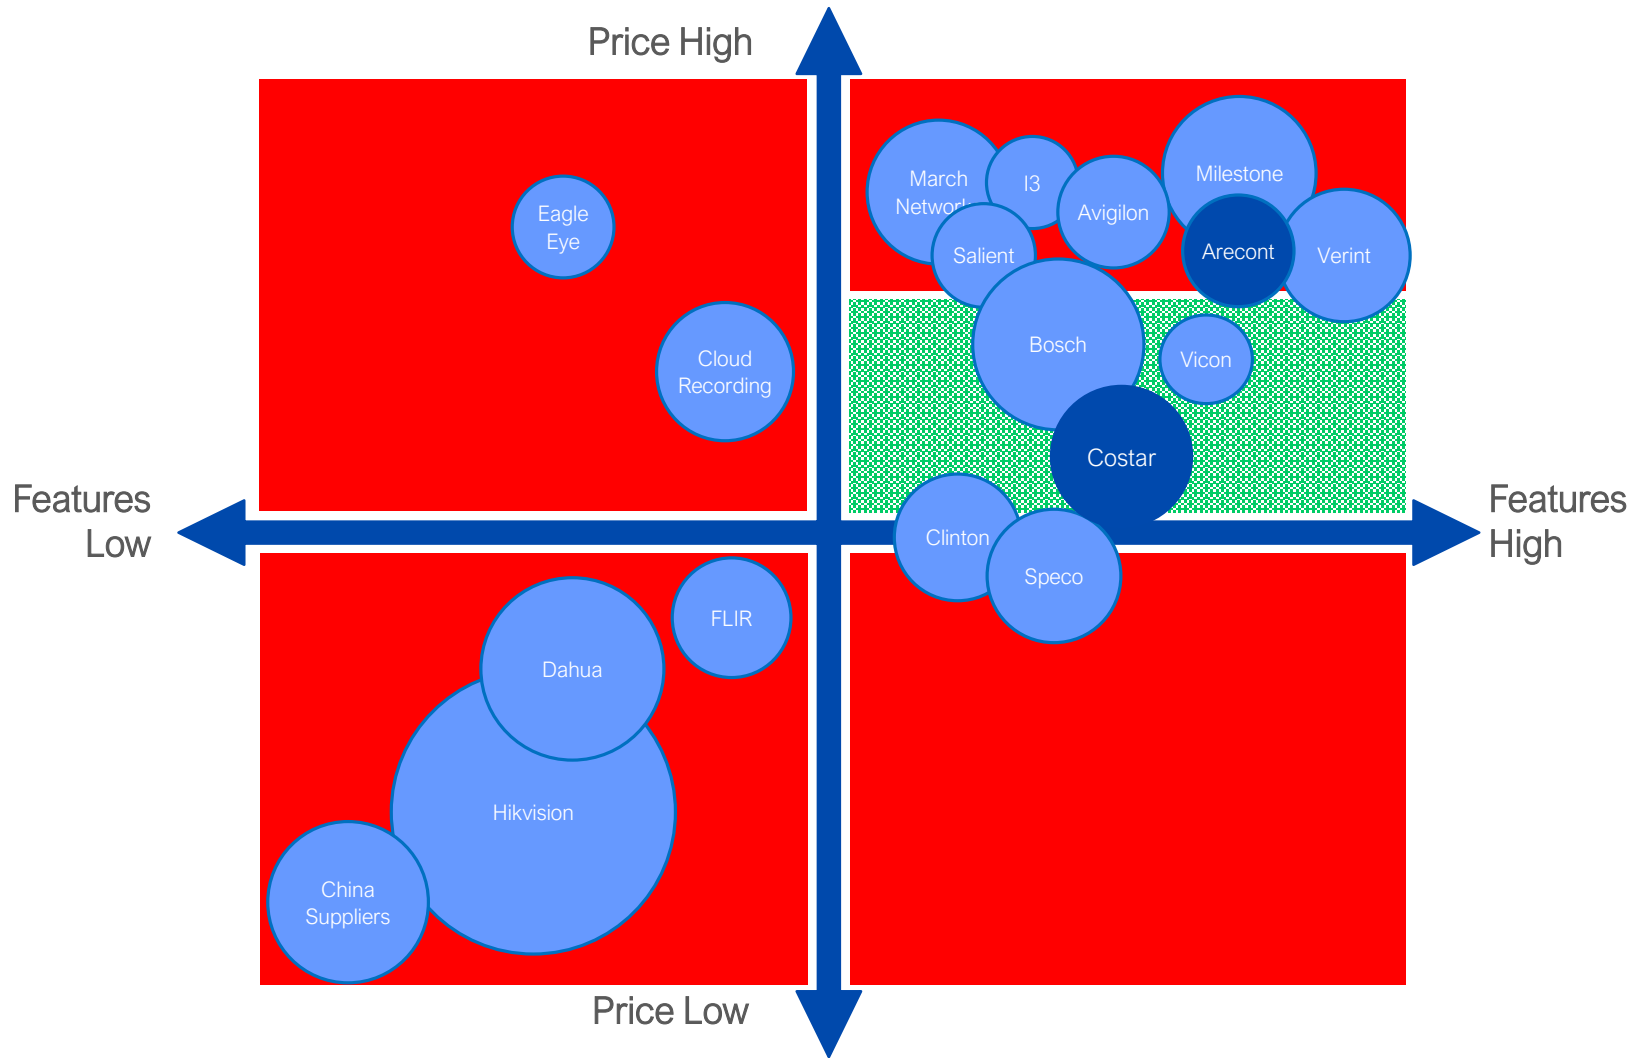 Price High
March
Network
I3
Avigilon
Milestone
Eagle
Eye
Salient
Arecont
Verint
Bosch
Vicon
Cloud
Recording
Costar
Features
Low
Features
High
Clinton
Speco
FLIR
Dahua
Hikvision
China
Suppliers
Price Low